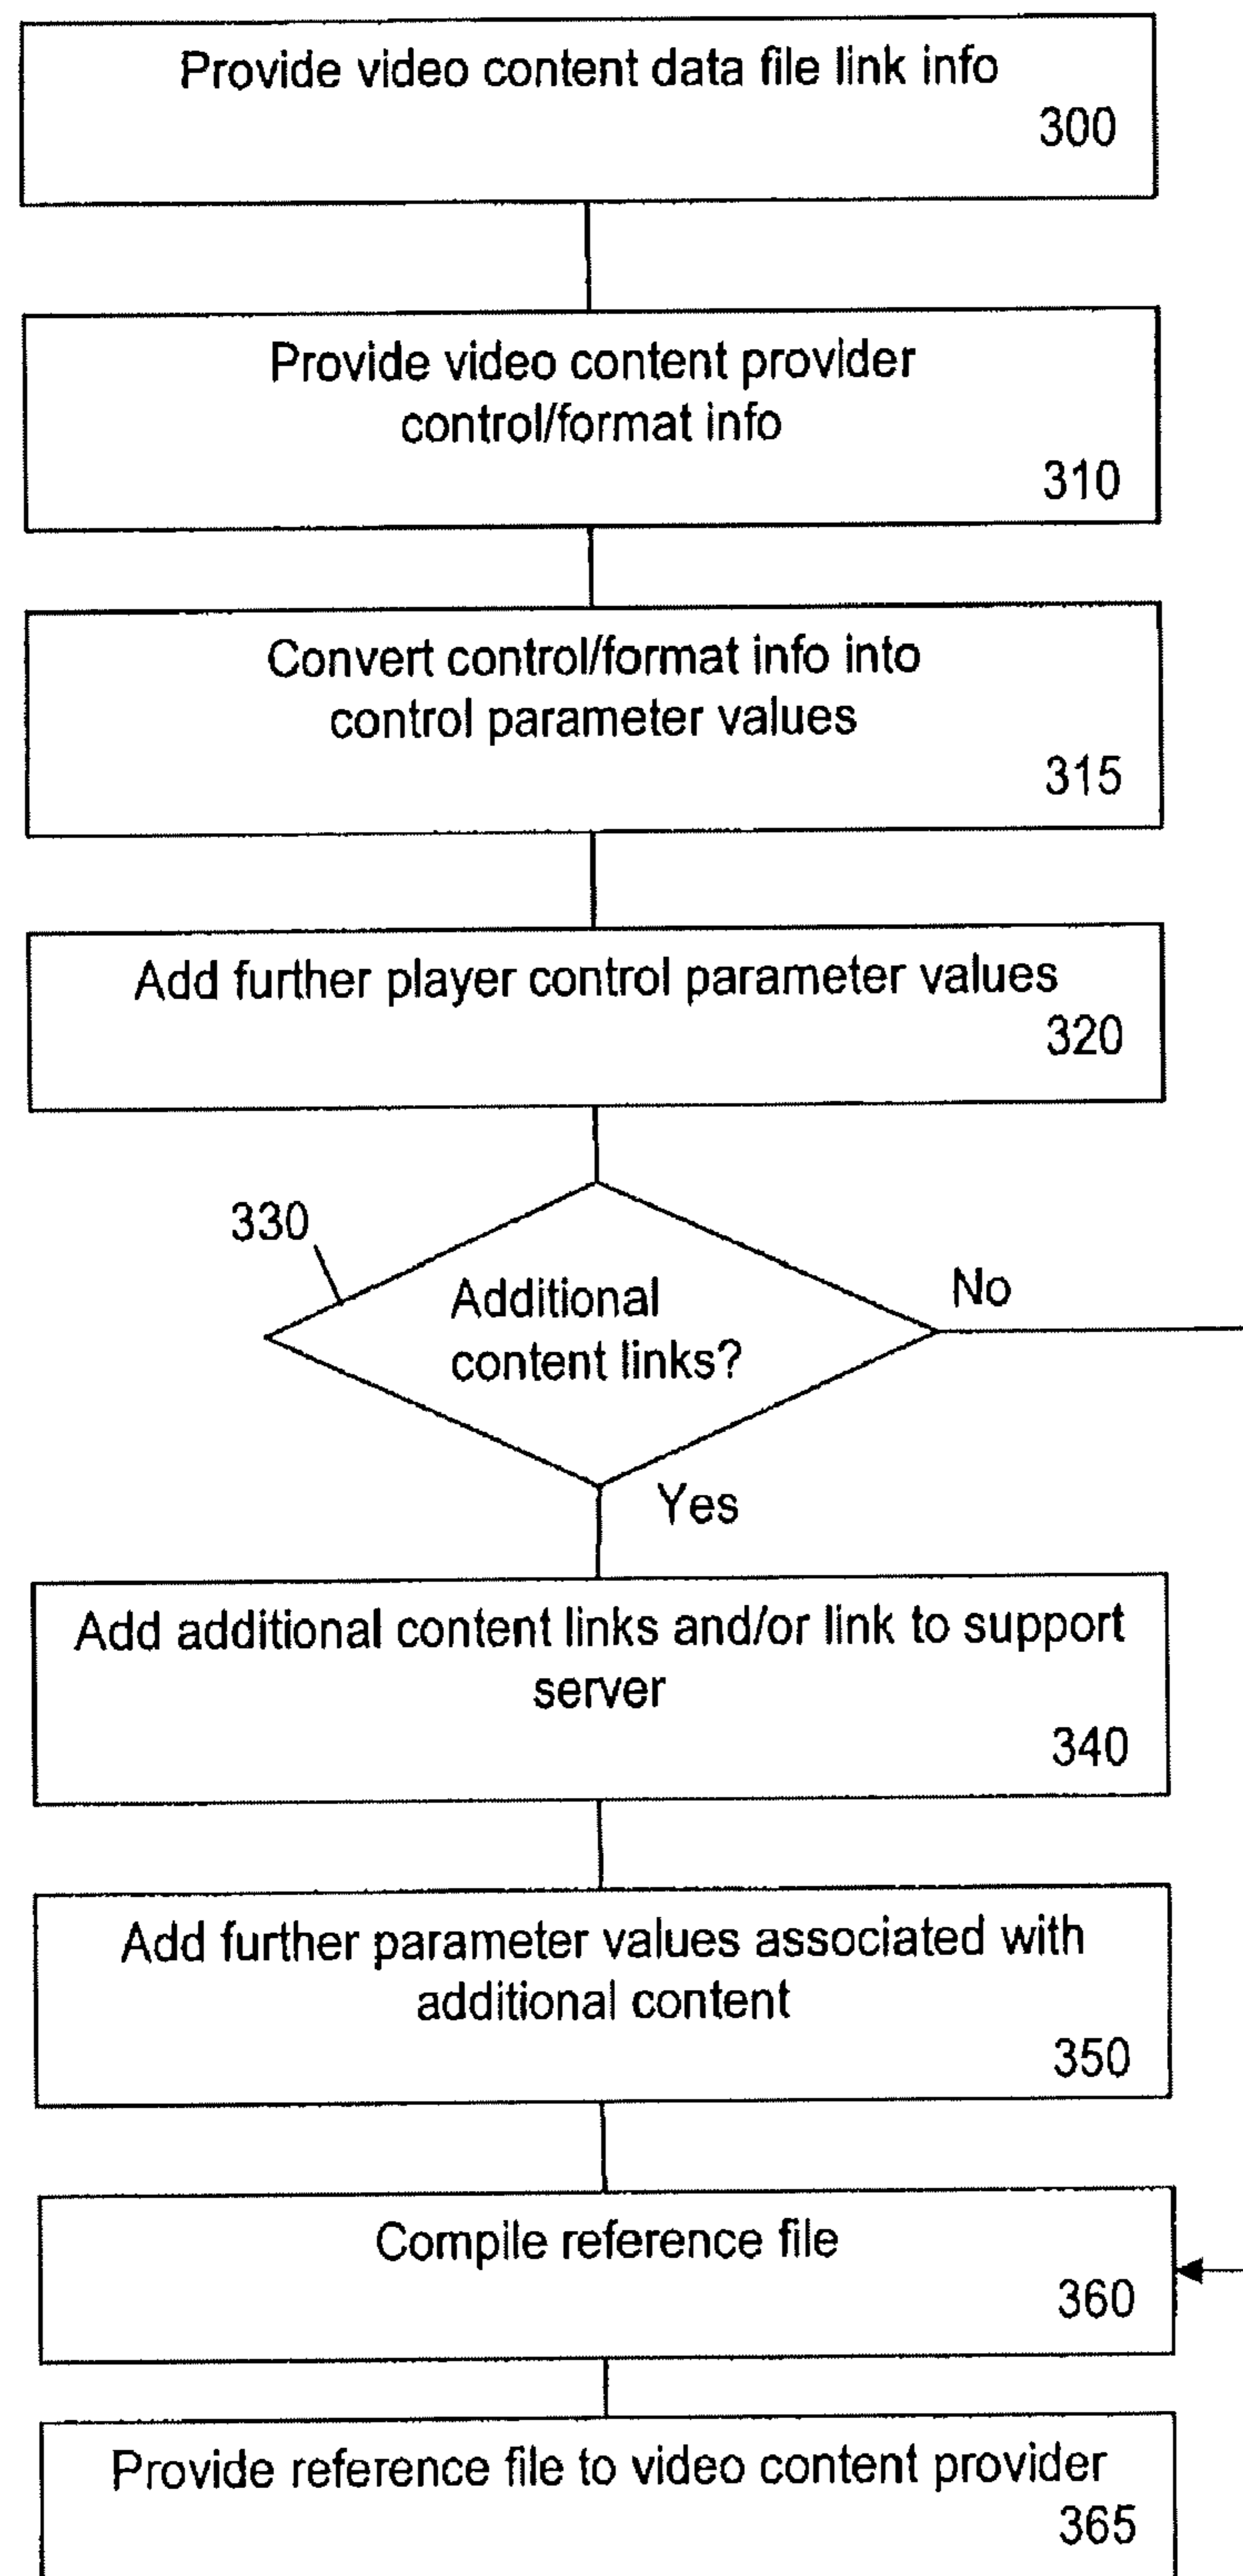 Provide video content data file link info
300
Provide video content provider
control/format info
310
Convert control/format info into
control parameter values
315
Add further player control parameter values
320
330
Additional
content links?
No
Yes
Add additional content links and/or link to support
server
340
Add further parameter values associated with
additional content
350
Compile reference file
360
Provide reference file to video content provider
365